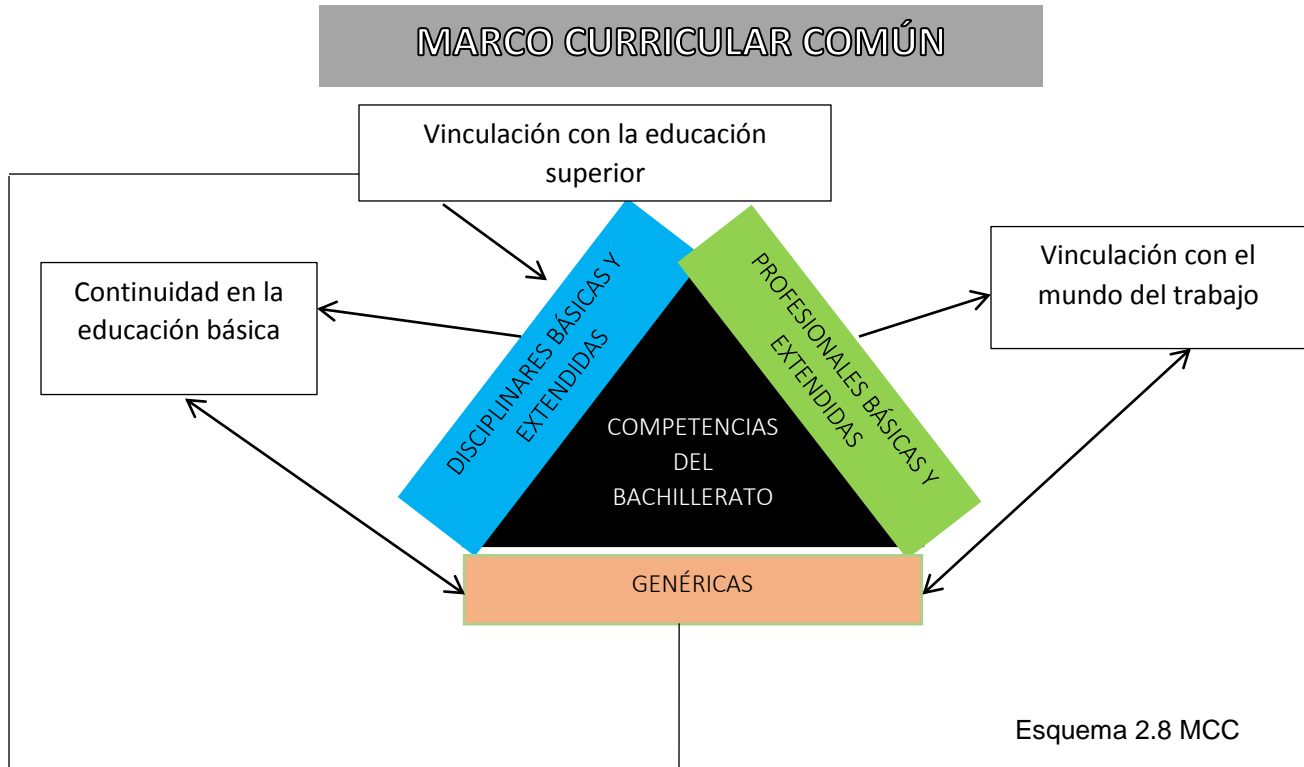 MARCO CURRICULAR COMÚN
Vinculación con la educación
superior
Continuidad en la
educación básica
Vinculación con el
mundo del trabajo
DISCIPLINARES BÁSICAS Y
EXTENDIDAS
PROFESIONALES BÁSICAS Y
EXTENDIDAS
COMPETENCIAS
DEL
BACHILLERATO
GENÉRICAS
Esquema 2.8 MCC